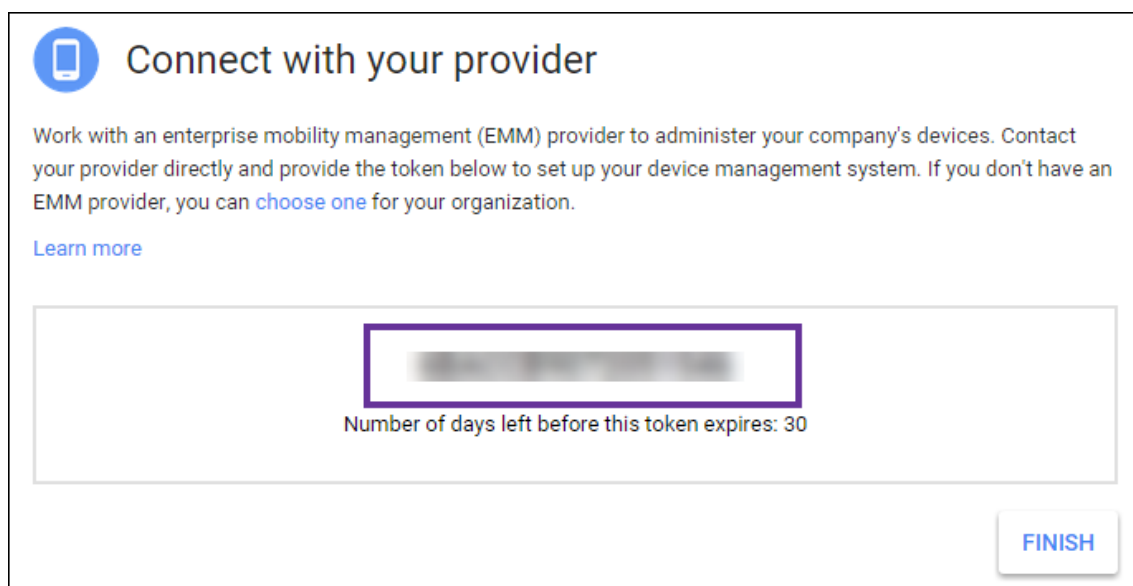 Connect with your provider
Work with an enterprise mobility management (EMM) provider to administer your company's devices. Contact
your provider directly and provide the token below to set up your device management system. If you don't have an
EMM provider, you can choose one for your organization.
Learn more
Number of days left before this token expires: 30
FINISH